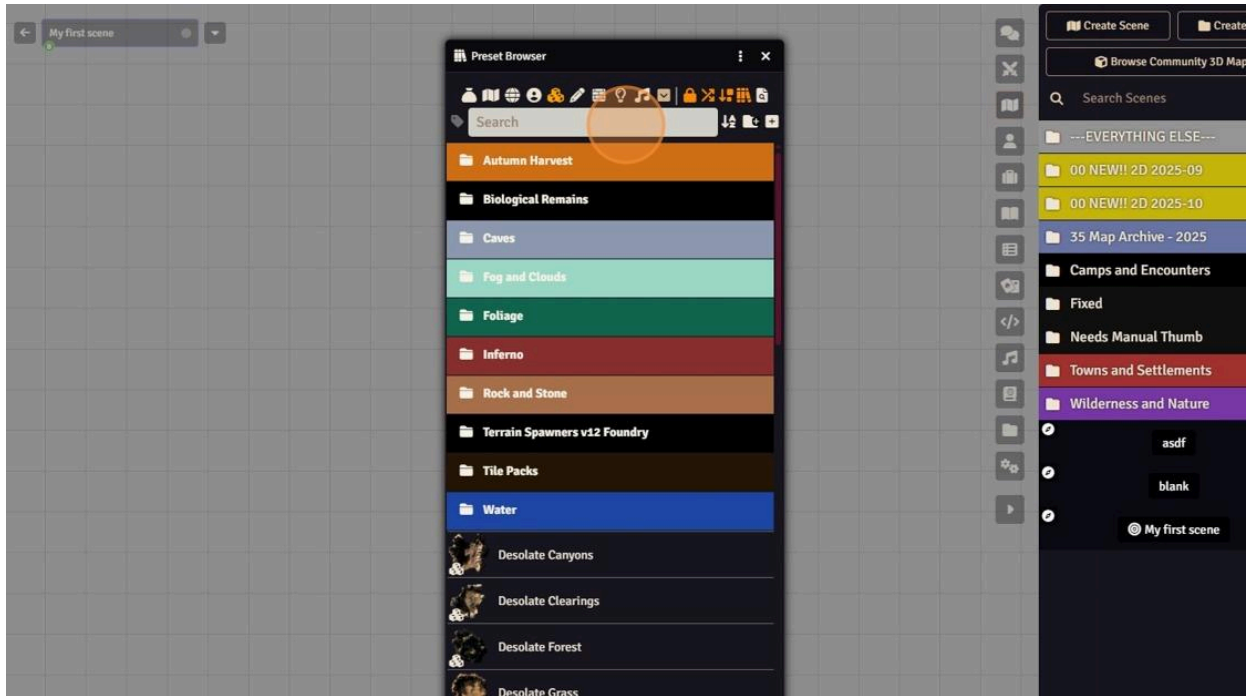 My first scene
0
Preset Browser
Search
Autumn Harvest
Biological Remains
Caves
Fog and Clouds
Foliage
Inferno
Rock and Stone
Terrain Spawners v12 Foundry
Tile Packs
Water
Desolate Canyons
Desolate Clearings
Desolate Forest
Desolate Grass
Create Scene
Create
Browse Community 3D Map
Search Scenes
---EVERYTHING ELSE---
00 NEW!! 2D 2025-09
00 NEW!! 2D 2025-10
35 Map Archive - 2025
Camps and Encounters
Fixed
Needs Manual Thumb
Towns and Settlements
Wilderness and Nature
asdf
blank
My first scene